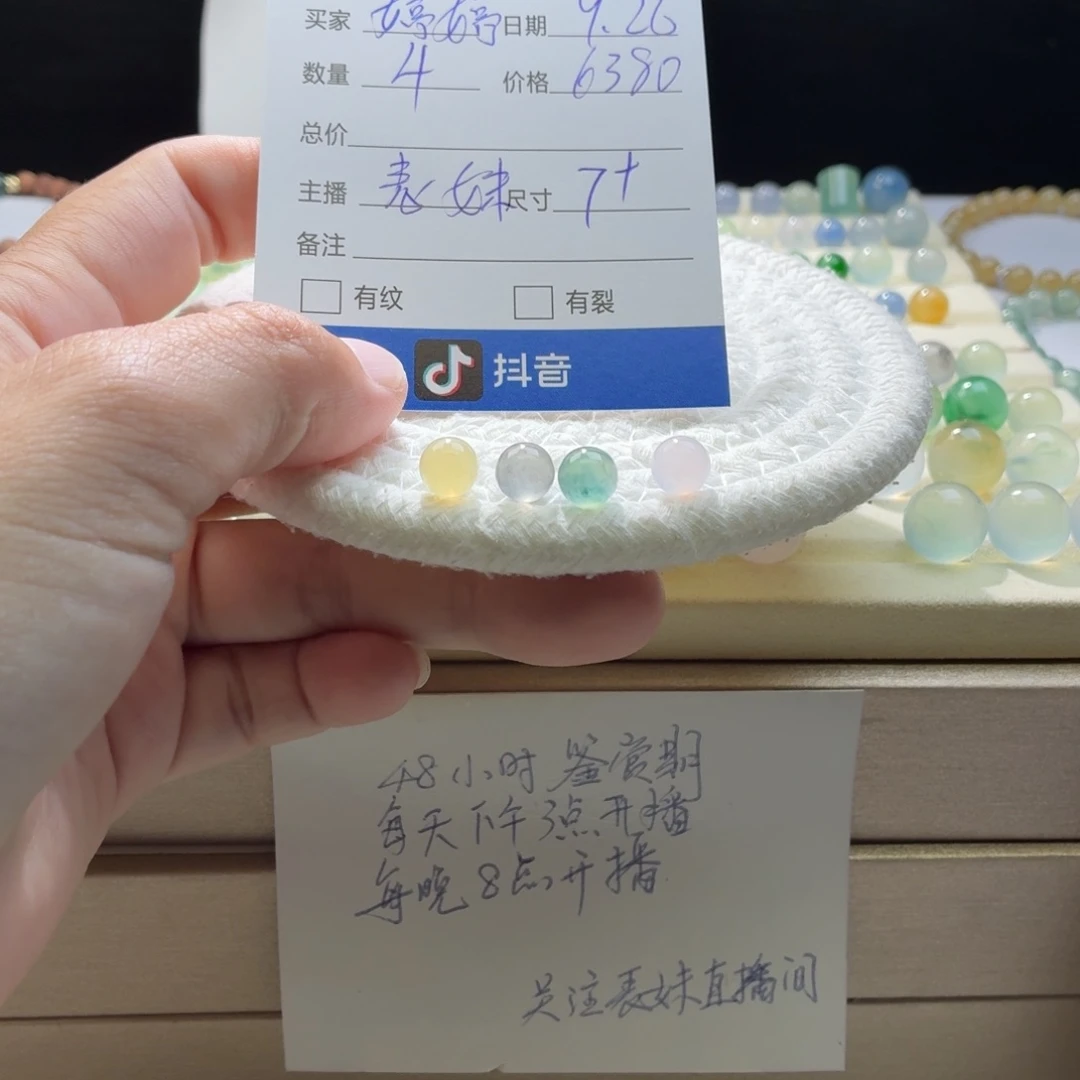 买家 婷婷 日期 9.26
数量 4 价格 6380
总价
主播 表妹 尺寸 7+
备注
有纹 有裂
抖音
48小时鉴赏期
每天下午3点开播
每晚8点开播
关注表妹直播间